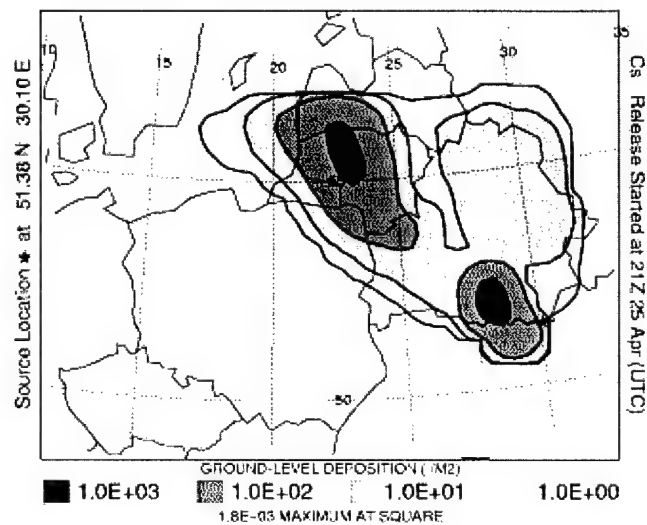 10
15
20
25
30
35
50
Source Location ★ at 51.38 N 30.10 E
Cs Release Started at 21Z 25 Apr (UTC)
GROUND-LEVEL DEPOSITION ( /M2)
1.0E+03 1.0E+02 1.0E+01 1.0E+00
1.8E-03 MAXIMUM AT SQUARE